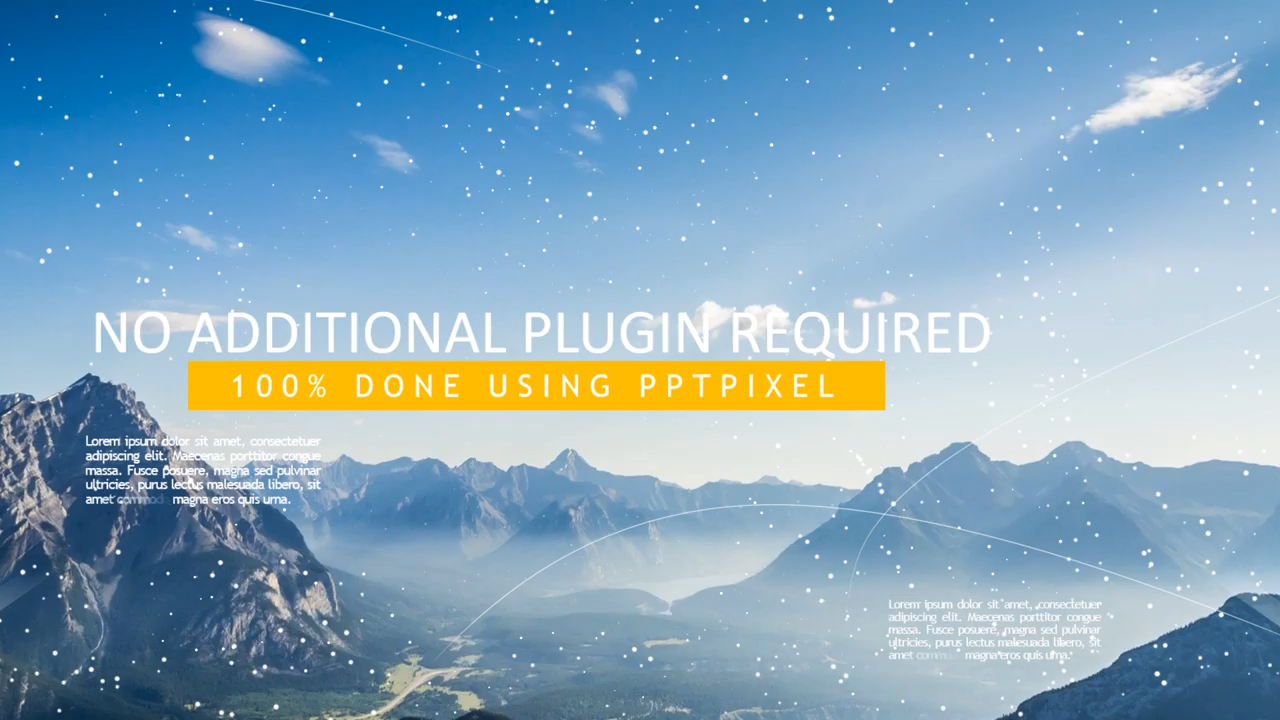 NO ADDITIONAL PLUGIN REQUIRED
100% DONE USING PPTPIXEL
Lorem ipsum dolor sit amet, consectetuer
adipiscing elit. Maecenas porttitor congue
massa. Fusce posuere, magna sed pulvinar
ultricies, purus lectus malesuada libero, sit
amet commod magna eros quis urna.
Lorem ipsum dolor sit amet, consectetuer
adipiscing elit. Maecenas porttitor congue
massa. Fusce posuere, magna sed pulvinar
ultricies, purus lectus malesuada libero, sit
amet commo magna eros quis urna.